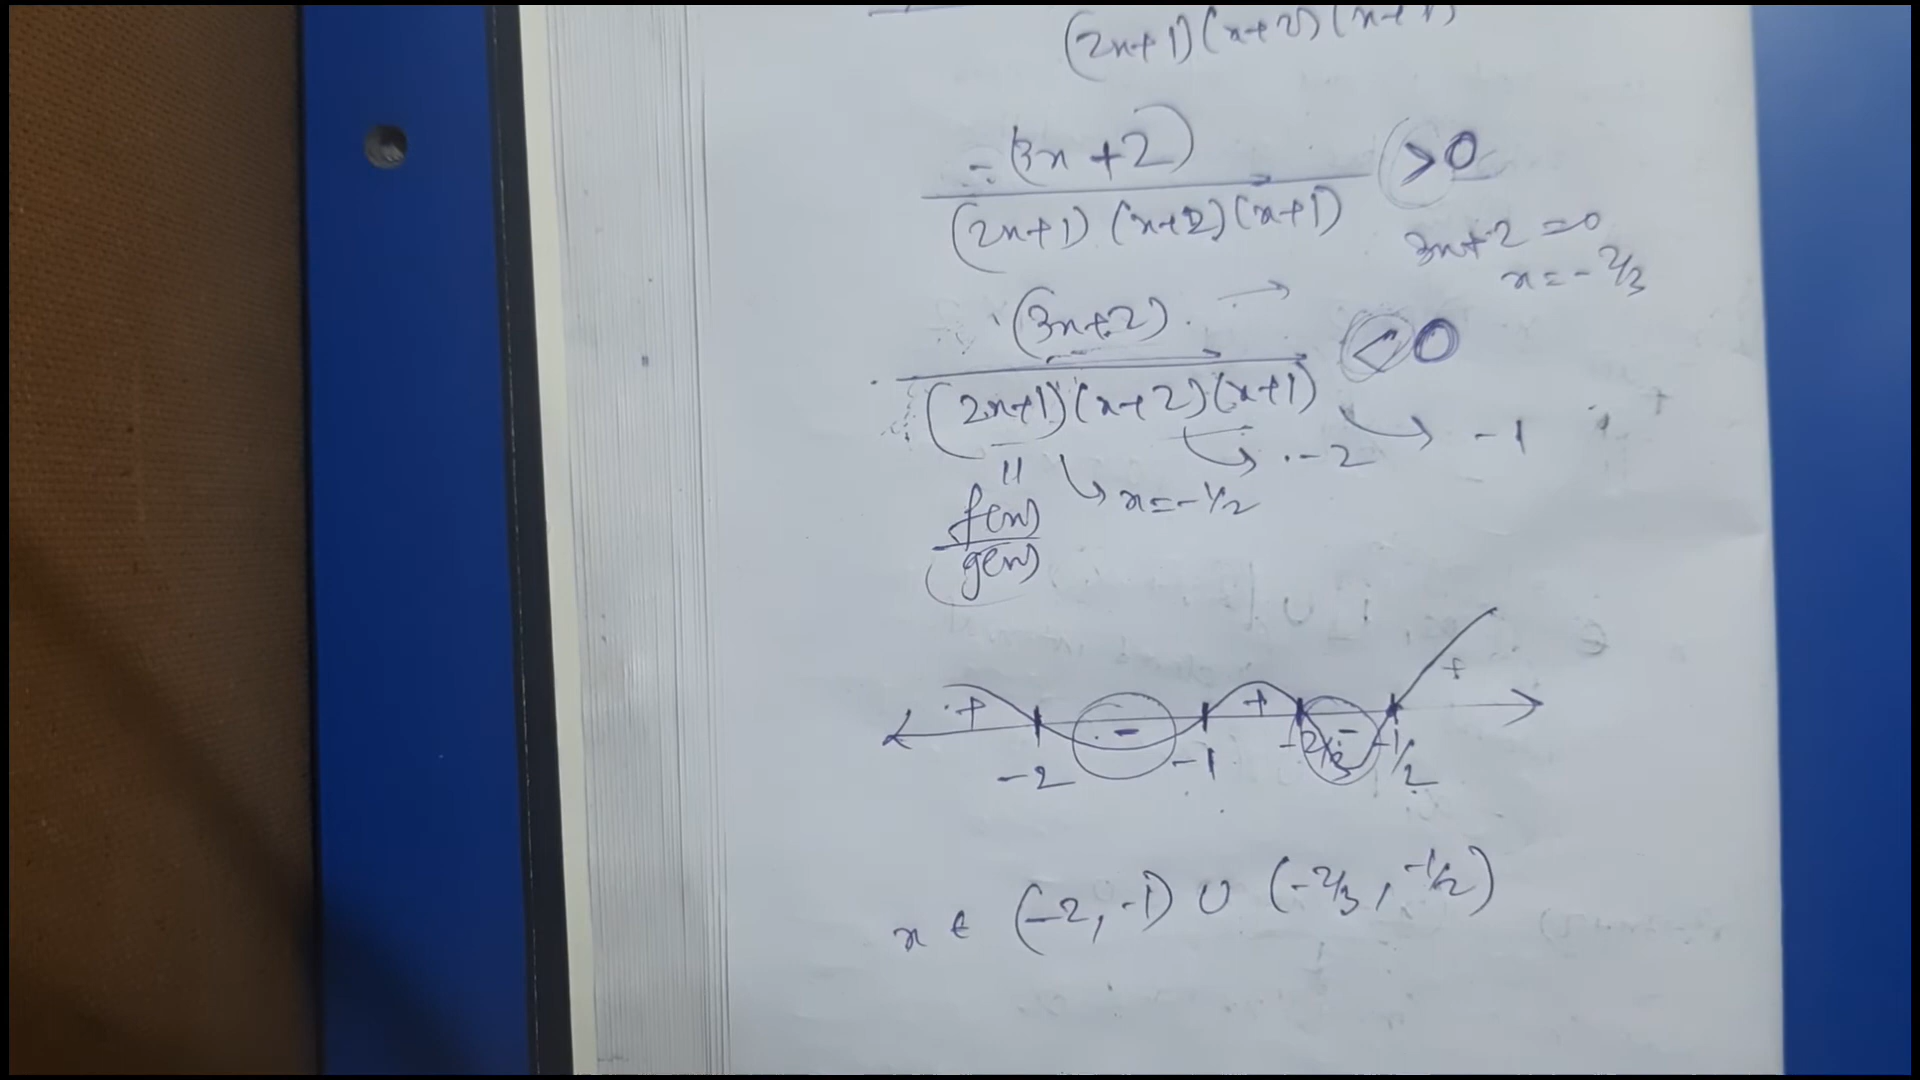 (2x+1)(x+2)(x+1)
-(3x+2)
(2x+1) (x+2)(x+1)
>0
3x+2=0
x=-2/3
(3x+2)
(2x+1)(x+2)(x+1)
<0
-2
-1
x=-1/2
||
f(x)
g(x)
+ - + - +
-2 -1 -2/3 -1/2
x ∈ (-2,-1) ∪ (-2/3, -1/2)